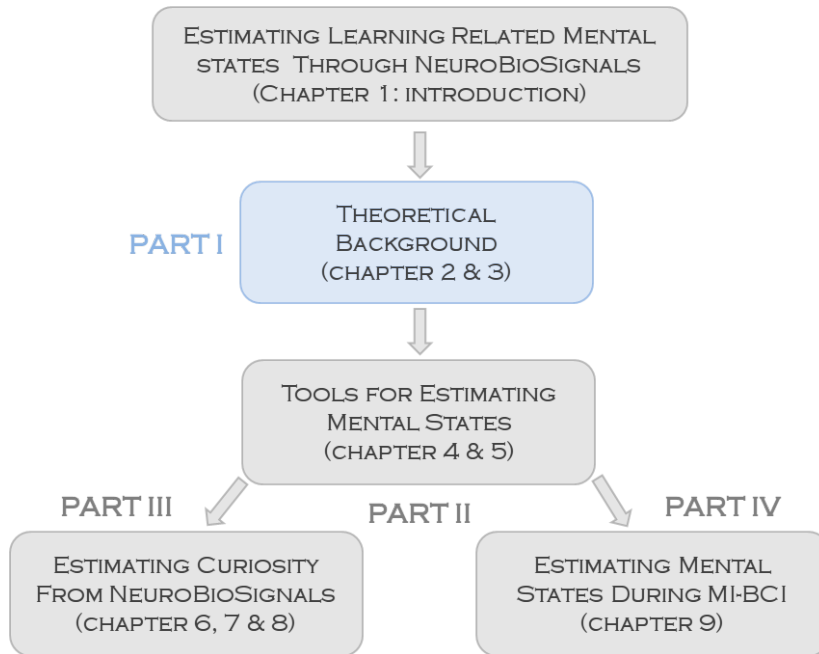 Estimating Learning Related Mental
states Through NeuroBioSignals
(Chapter 1: introduction)
PART I
Theoretical
Background
(chapter 2 & 3)
Tools for Estimating
Mental States
(chapter 4 & 5)
PART III
PART II
PART IV
Estimating Curiosity
From NeuroBioSignals
(chapter 6, 7 & 8)
Estimating Mental
States During MI-BCI
(chapter 9)